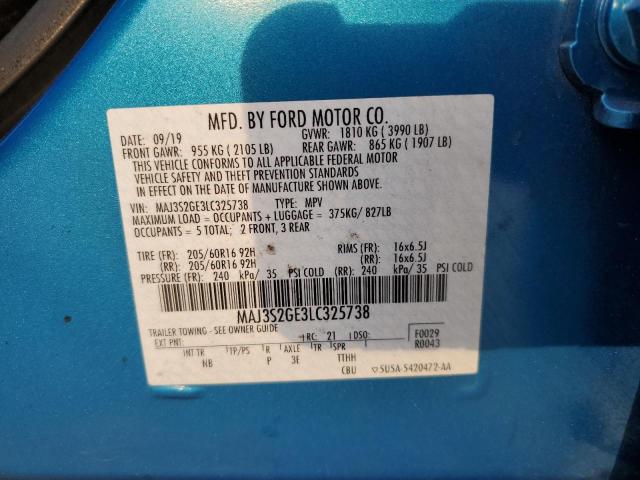 MFD. BY FORD MOTOR CO.
DATE: 09/19 GVWR: 1810 KG ( 3990 LB)
FRONT GAWR: 955 KG ( 2105 LB) REAR GAWR: 865 KG ( 1907 LB)
THIS VEHICLE CONFORMS TO ALL APPLICABLE FEDERAL MOTOR
VEHICLE SAFETY AND THEFT PREVENTION STANDARDS
IN EFFECT ON THE DATE OF MANUFACTURE SHOWN ABOVE.
VIN: MAJ3S2GE3LC325738 TYPE: MPV
MAXIMUM LOAD = OCCUPANTS + LUGGAGE = 375KG/ 827LB
OCCUPANTS = 5 TOTAL; 2 FRONT, 3 REAR
TIRE (FR): 205/60R16 92H RIMS (FR): 16x6.5J
(RR): 205/60R16 92H (RR): 16x6.5J
PRESSURE (FR): 240 kPa/ 35 PSI COLD (RR): 240 kPa/ 35 PSI COLD
MAJ3S2GE3LC325738
TRAILER TOWING - SEE OWNER GUIDE
EXT PNT: RC: 21 DSO: F0029
R0043
INT TR TP/PS R AXLE TR SPR
NB P 3E TTHH
CBU SU5A-5420472-AA